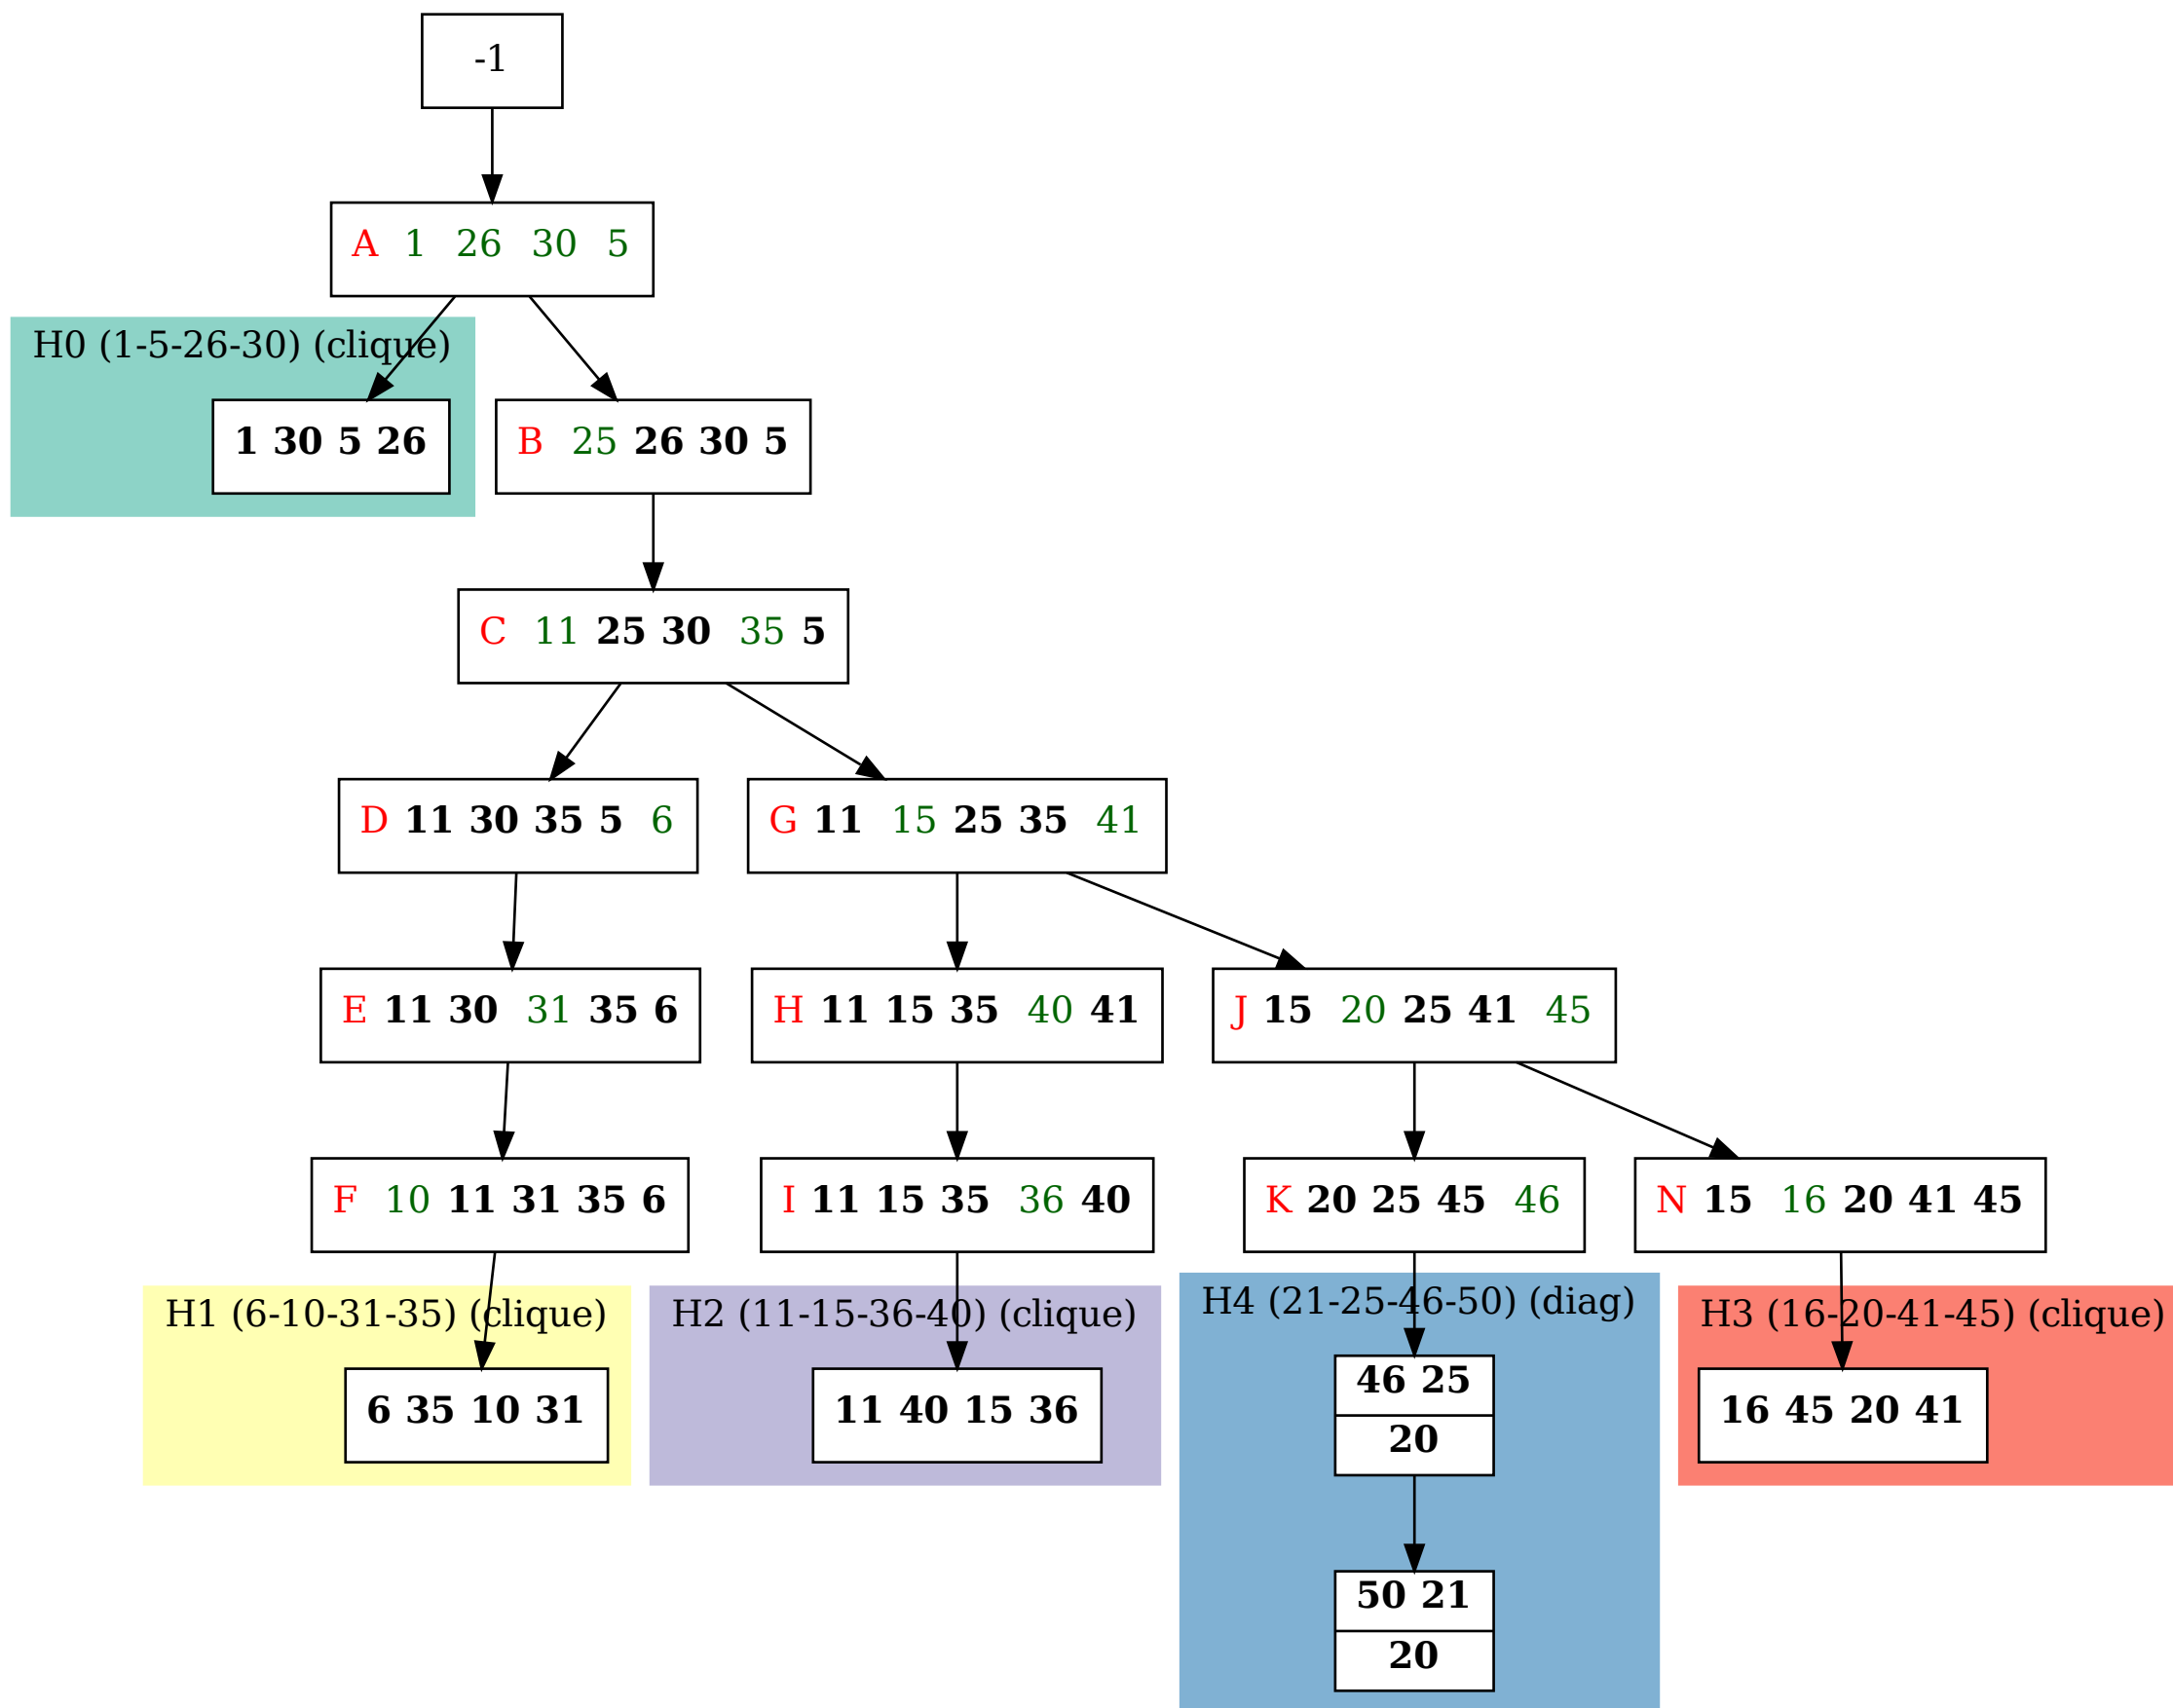 -1
A 1 26 30 5
H0 (1-5-26-30) (clique)
1 30 5 26
B 25 26 30 5
C 11 25 30 35 5
D 11 30 35 5 6
G 11 15 25 35 41
E 11 30 31 35 6
H 11 15 35 40 41
J 15 20 25 41 45
F 10 11 31 35 6
I 11 15 35 36 40
K 20 25 45 46
N 15 16 20 41 45
H1 (6-10-31-35) (clique)
6 35 10 31
H2 (11-15-36-40) (clique)
11 40 15 36
H4 (21-25-46-50) (diag)
46 25
20
50 21
20
H3 (16-20-41-45) (clique)
16 45 20 41